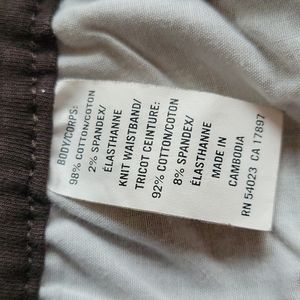 BODY/CORPS:
98% COTTON/COTON
2% SPANDEX/
ÉLASTHANNE
KNIT WAISTBAND/
TRICOT CEINTURE:
92% COTTON/COTON
8% SPANDEX/
ÉLASTHANNE
MADE IN
CAMBODIA
RN 54023 CA 17897